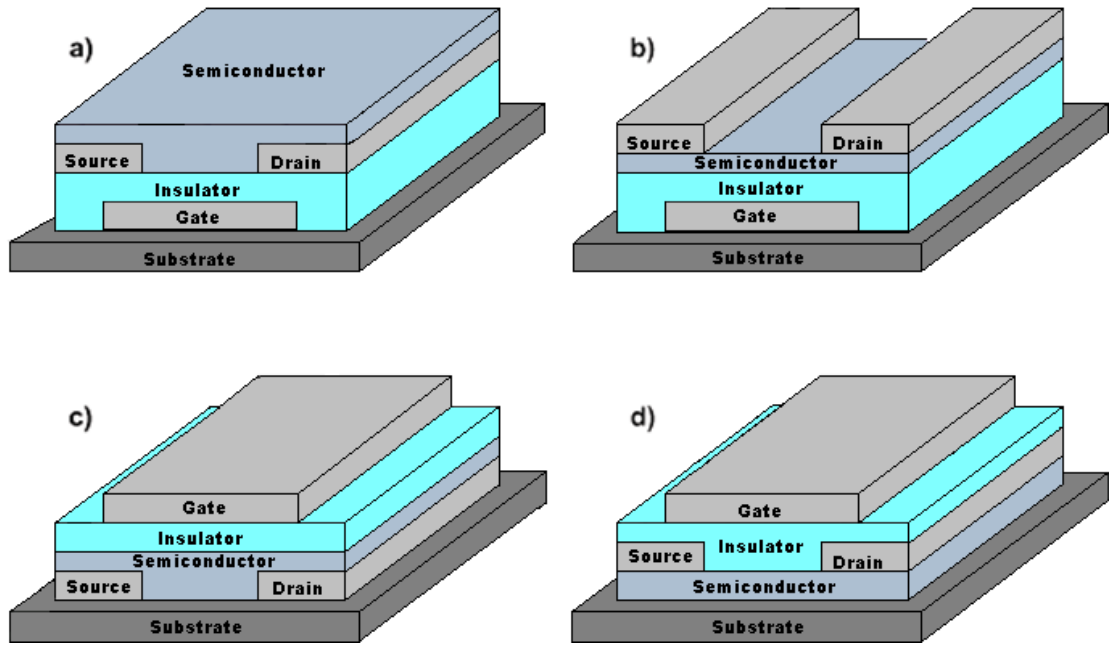 a)
Semiconductor
Source
Drain
Insulator
Gate
Substrate
b)
Source
Drain
Semiconductor
Insulator
Gate
Substrate
c)
Gate
Insulator
Semiconductor
Source
Drain
Substrate
d)
Gate
Source
Insulator
Drain
Semiconductor
Substrate